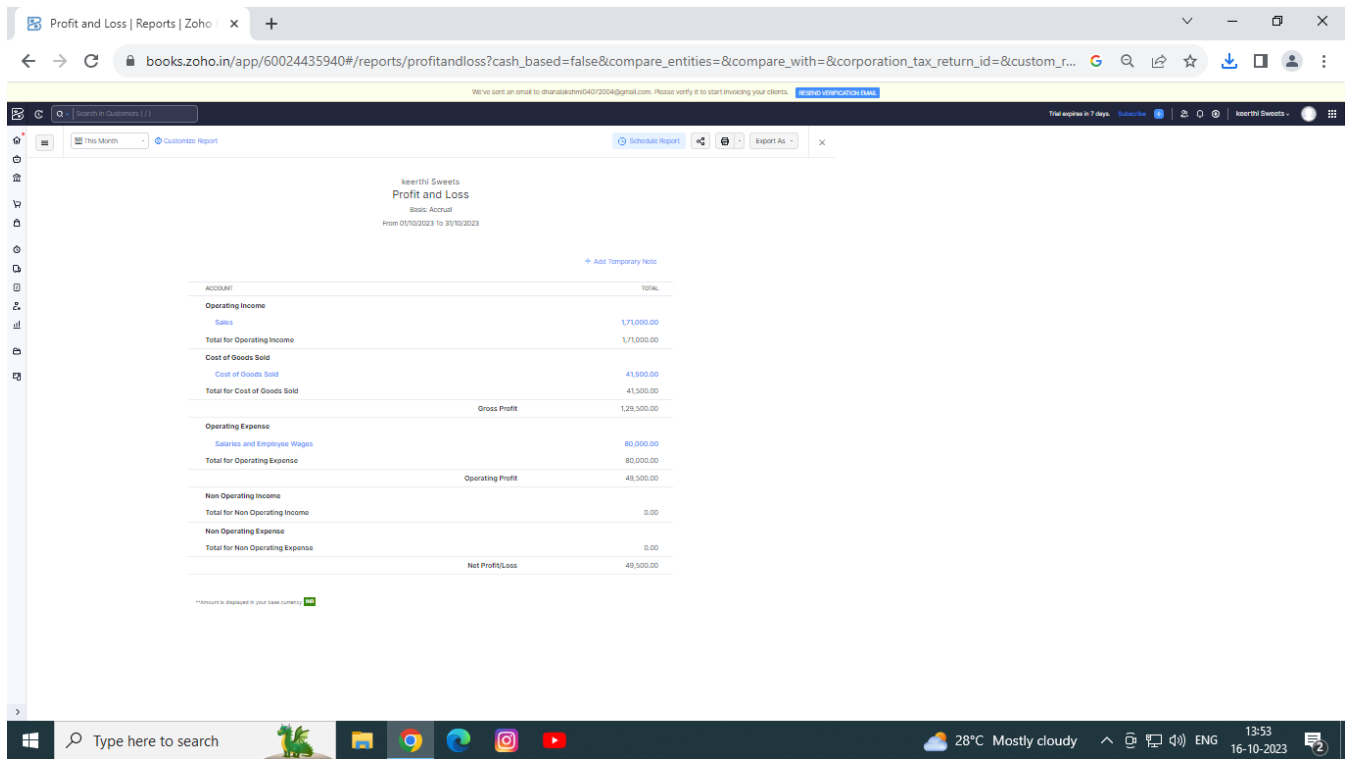 Profit and Loss | Reports | Zoho
books.zoho.in/app/60024435940#/reports/profitandloss?cash_based=false&compare_entities=&compare_with=&corporation_tax_return_id=&custom_r...
We've sent an email to dhanalakshmi04072004@gmail.com. Please verify it to start invoicing your clients. RESEND VERIFICATION EMAIL
Search in Customers ( / )
Trial expires in 7 days. Subscribe
keerthi Sweets
This Month
Customize Report
Schedule Report
Export As
keerthi Sweets
Profit and Loss
Basis: Accrual
From 01/10/2023 To 31/10/2023
+ Add Temporary Note
ACCOUNT TOTAL
Operating Income
Sales 1,71,000.00
Total for Operating Income 1,71,000.00
Cost of Goods Sold
Cost of Goods Sold 41,500.00
Total for Cost of Goods Sold 41,500.00
Gross Profit 1,29,500.00
Operating Expense
Salaries and Employee Wages 80,000.00
Total for Operating Expense 80,000.00
Operating Profit 49,500.00
Non Operating Income
Total for Non Operating Income 0.00
Non Operating Expense
Total for Non Operating Expense 0.00
Net Profit/Loss 49,500.00
**Amount is displayed in your base currency INR
Type here to search
28°C Mostly cloudy
ENG
13:53
16-10-2023
2